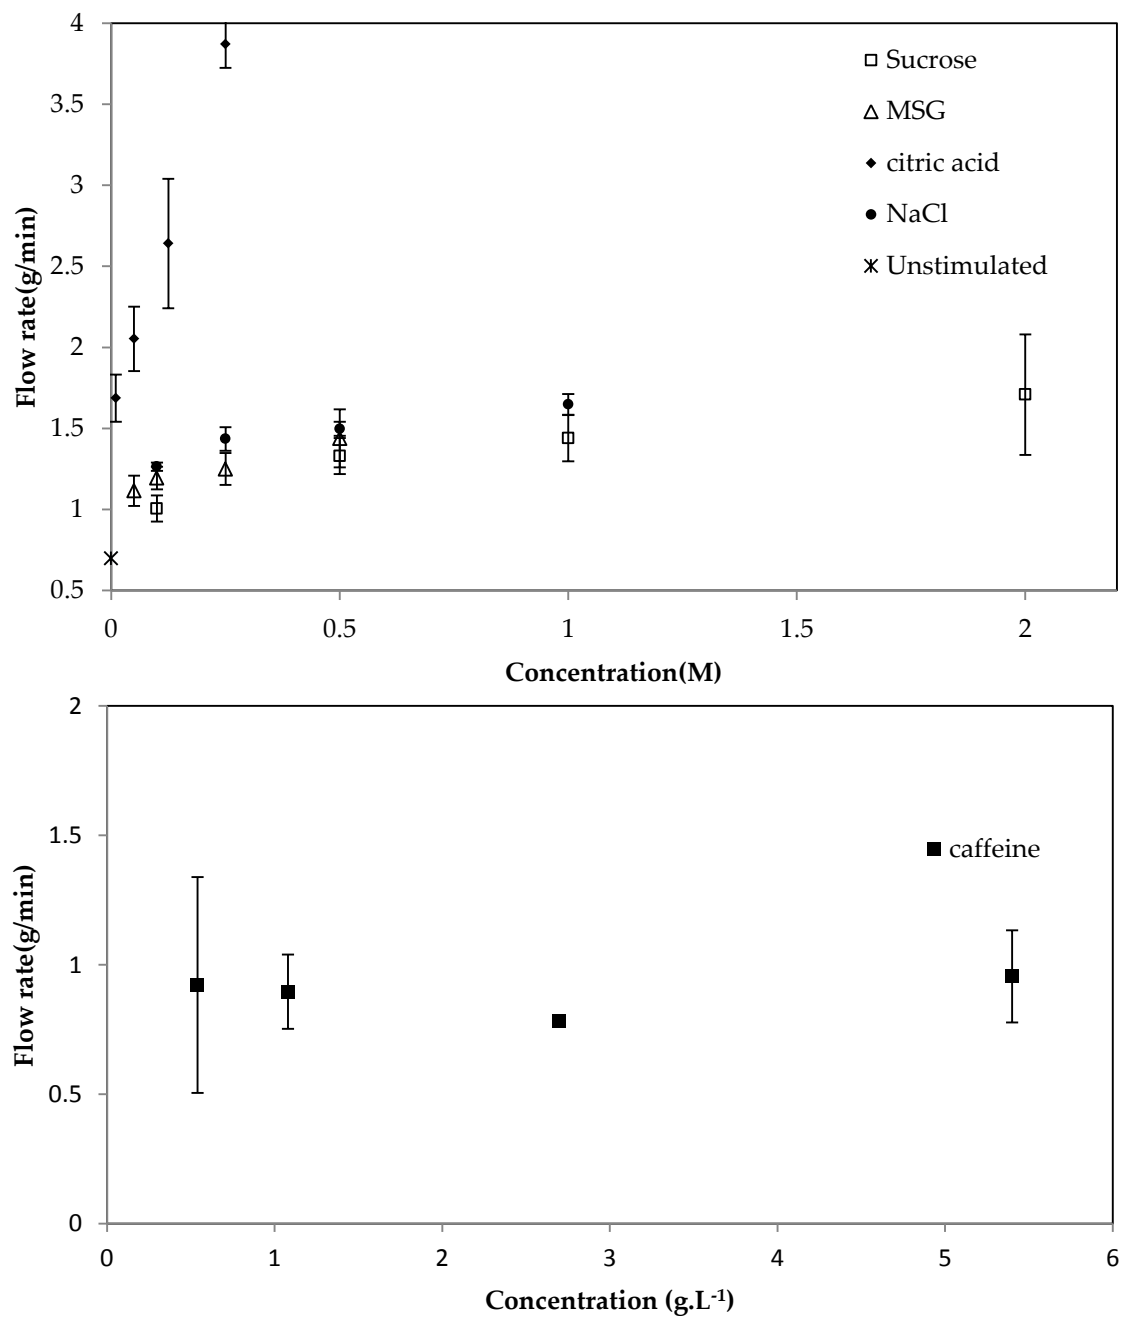 4
3.5
3
2.5
2
1.5
1
0.5
Flow rate(g/min)
Sucrose
MSG
citric acid
NaCl
Unstimulated
0 0.5 1 1.5 2
Concentration(M)
2
1.5
1
0.5
0
Flow rate(g/min)
caffeine
0 1 2 3 4 5 6
Concentration (g.L-1)